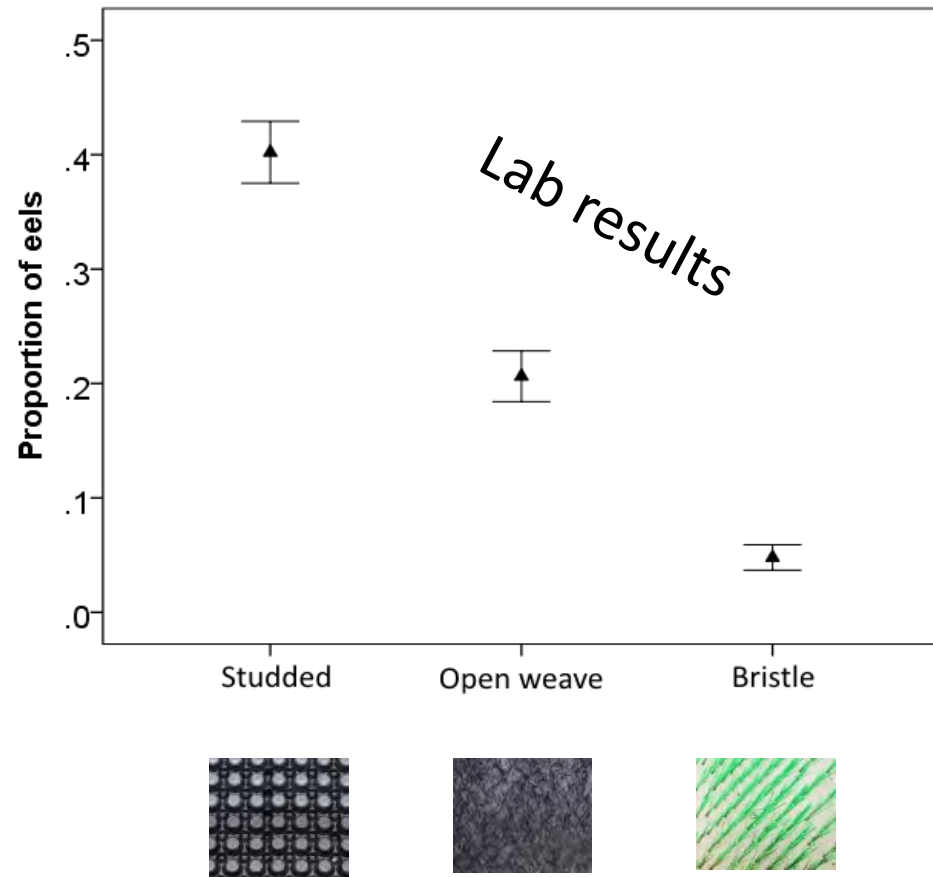 Proportion of eels
.5
.4
.3
.2
.1
.0
Lab results
Studded
Open weave
Bristle